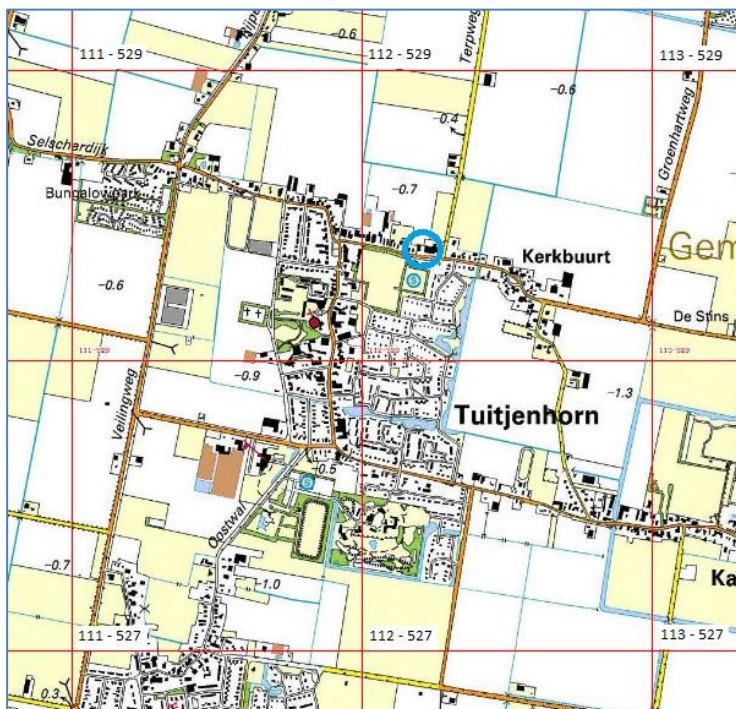 111 - 529
112 - 529
113 - 529
-0.6
Terpweg
-0.6
Groenhartweg
-0.4
Selschardijk
Bungalowpark
-0.7
Kerkbuurt
Gem
S
-0.6
De Stins
-0.9
-1.3
Veilingweg
Tuitjenhorn
-0.5
S
Oostwal
-0.7
-1.0
Ka
111 - 527
112 - 527
113 - 527
0.3